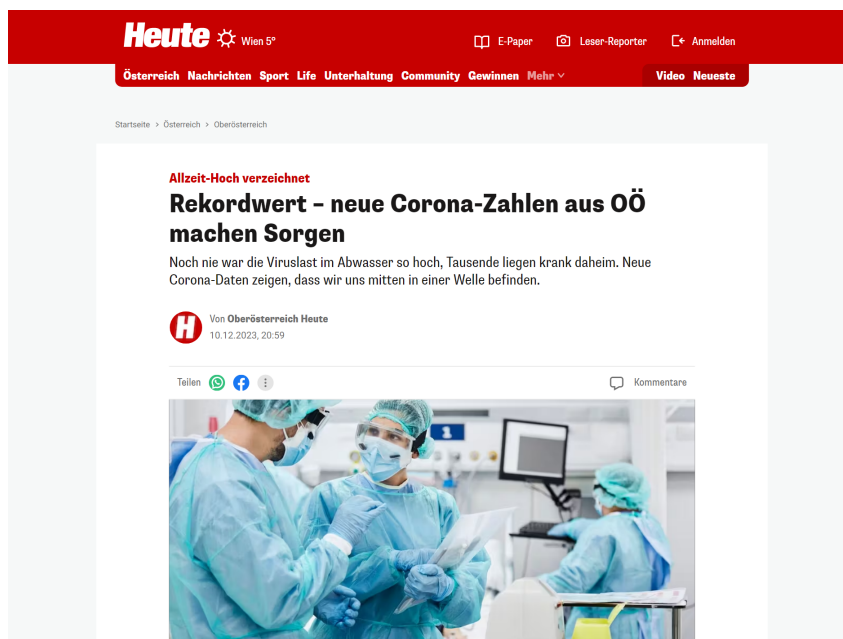 Heute Wien 5° E-Paper Leser-Reporter Anmelden
Österreich Nachrichten Sport Life Unterhaltung Community Gewinnen Mehr Video Neueste
Startseite > Österreich > Oberösterreich
Allzeit-Hoch verzeichnet
Rekordwert – neue Corona-Zahlen aus OÖ
machen Sorgen
Noch nie war die Viruslast im Abwasser so hoch, Tausende liegen krank daheim. Neue
Corona-Daten zeigen, dass wir uns mitten in einer Welle befinden.
H
Von Oberösterreich Heute
10.12.2023, 20:59
Teilen Kommentare
1